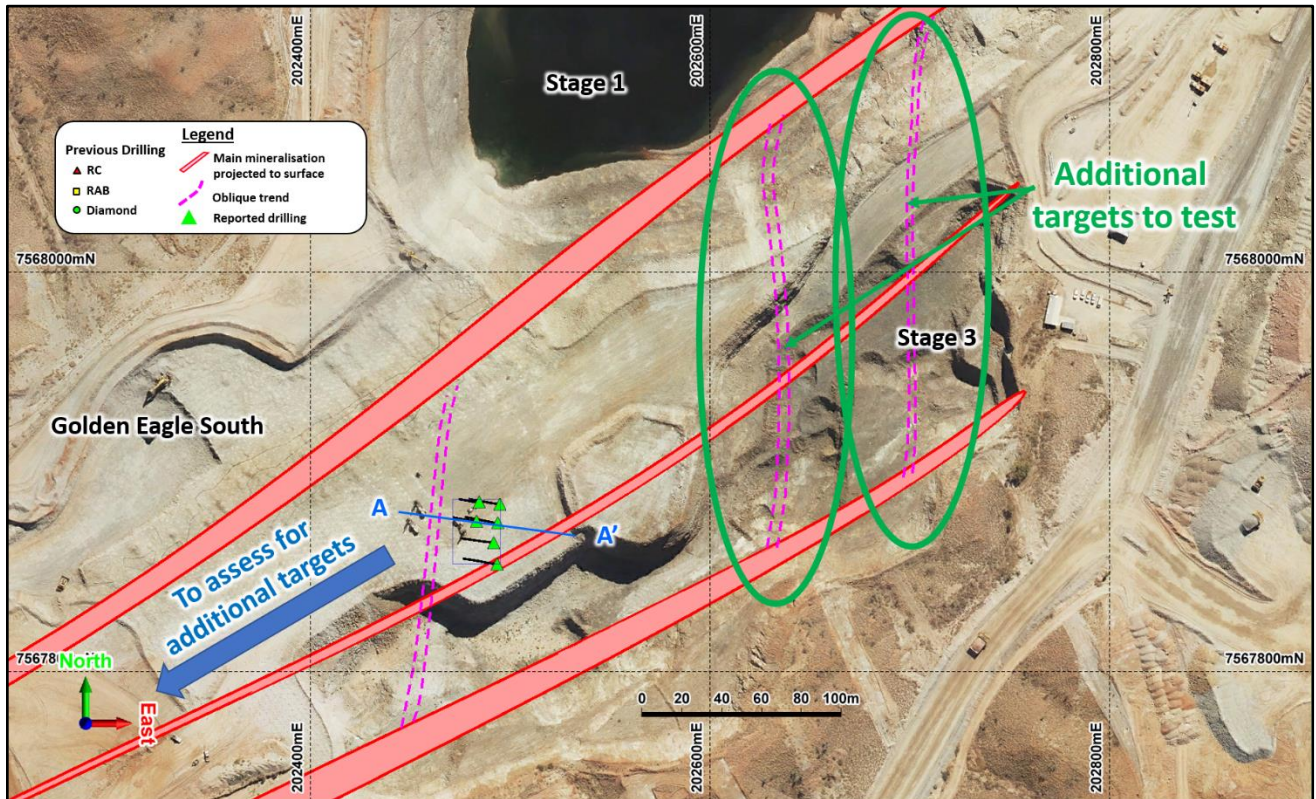 202400mE
202600mE
202800mE
Stage 1
Legend
Previous Drilling
RC
RAB
Diamond
Main mineralisation
projected to surface
Oblique trend
Reported drilling
Additional
targets to test
7568000mN
7568000mN
Stage 3
Golden Eagle South
A
A'
To assess for
additional targets
7567800mN
North
East
0 20 40 60 80 100m
202400mE
202600mE
202800mE